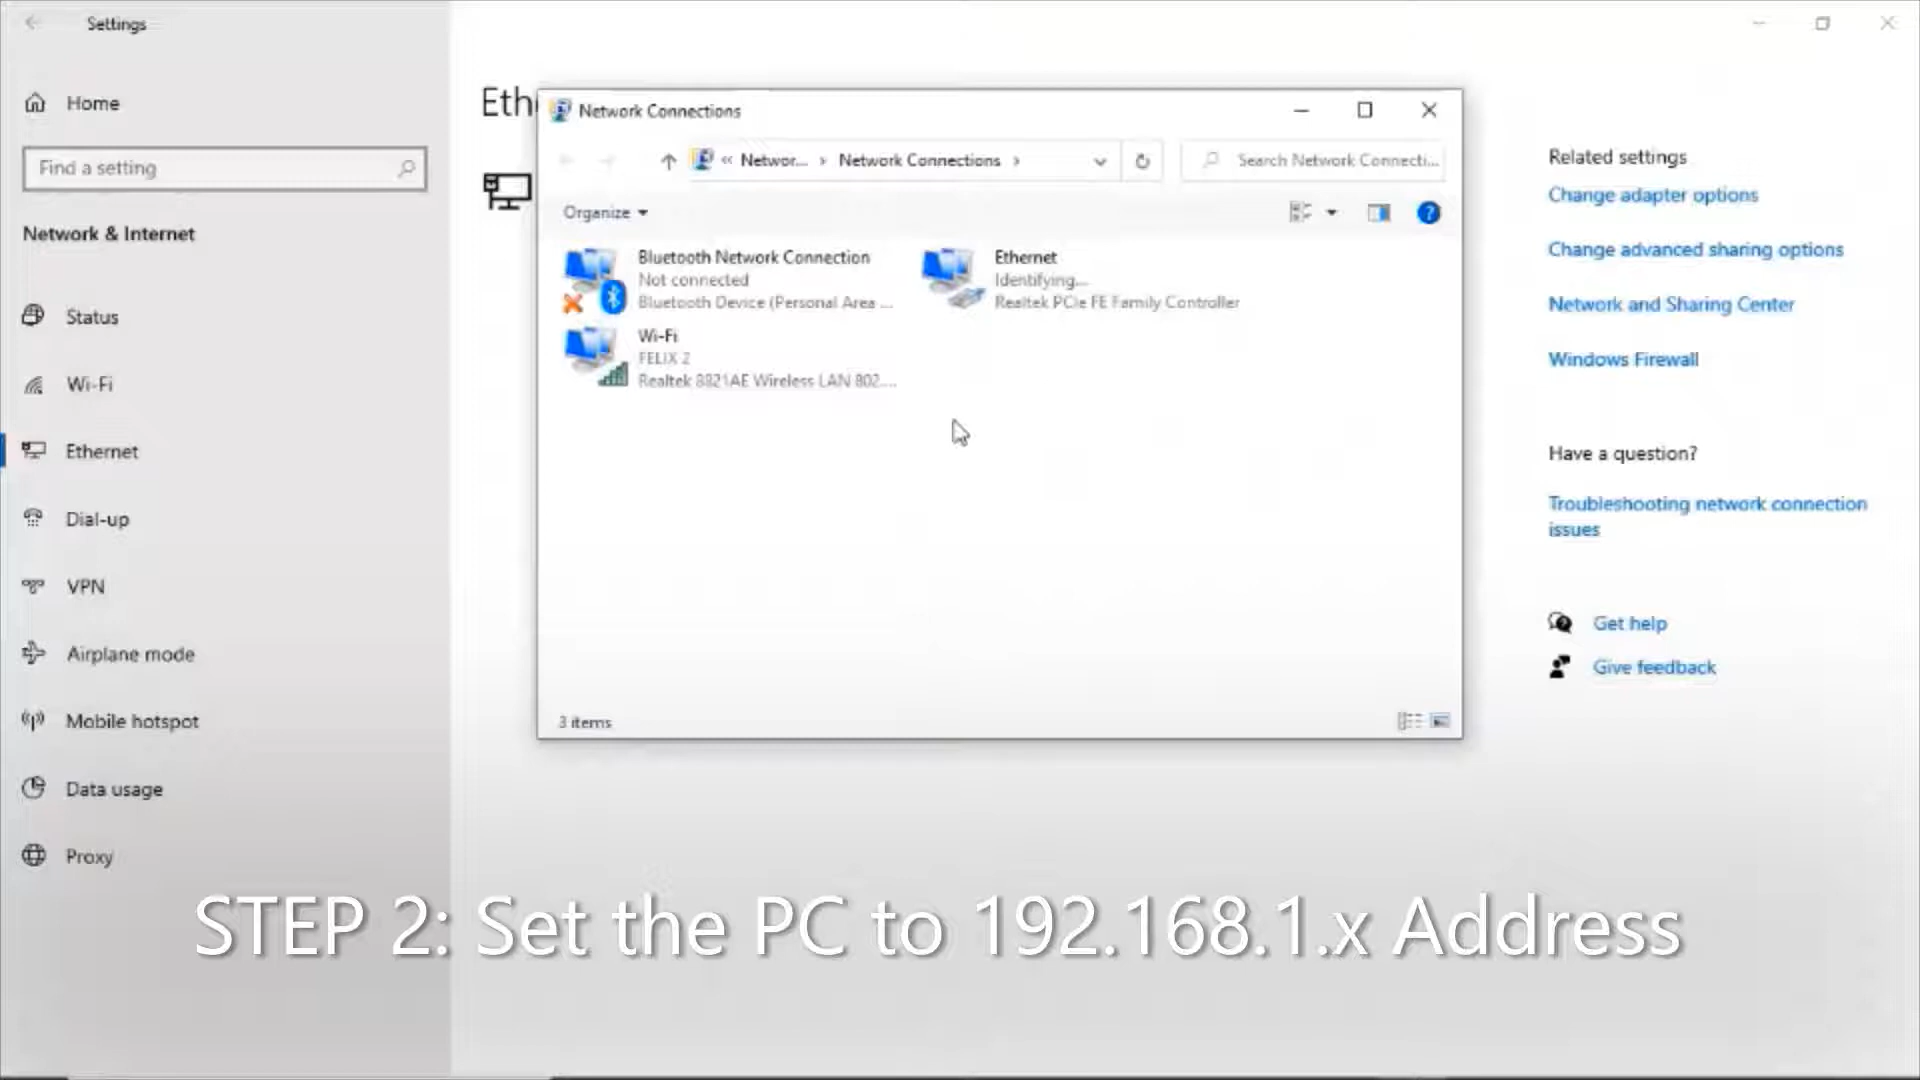 Settings
Home
Find a setting
Network & Internet
Status
Wi-Fi
Ethernet
Dial-up
VPN
Airplane mode
Mobile hotspot
Data usage
Proxy
Eth
Network Connections
« Networ... › Network Connections ›
Search Network Connecti...
Organize
Bluetooth Network Connection
Not connected
Bluetooth Device (Personal Area ...
Ethernet
Identifying...
Realtek PCIe FE Family Controller
Wi-Fi
FELIX 2
Realtek 8821AE Wireless LAN 802....
3 items
Related settings
Change adapter options
Change advanced sharing options
Network and Sharing Center
Windows Firewall
Have a question?
Troubleshooting network connection
issues
Get help
Give feedback
STEP 2: Set the PC to 192.168.1.x Address